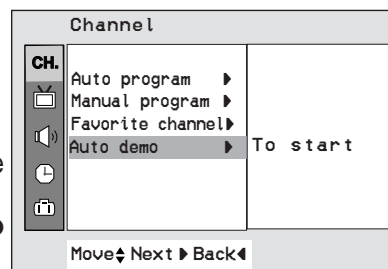 Channel
CH.
Auto program ▶
Manual program ▶
Favorite channel▶
Auto demo ▶
To start
e
o
Move▲▼ Next ▶ Back◀